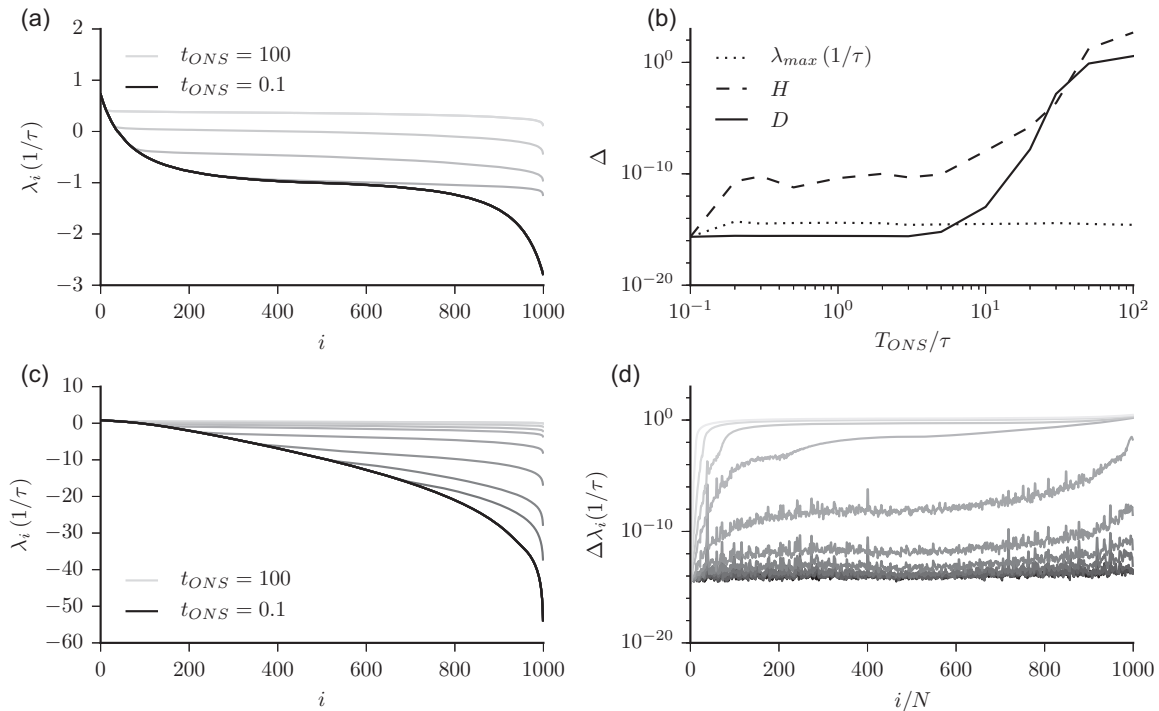 (a)
2
1
0
−1
−2
−3
λi (1/τ)
tONS = 100
tONS = 0.1
0 200 400 600 800 1000
i
(b)
10^0
10^−10
10^−20
Δ
λmax (1/τ)
H
D
10^−1 10^0 10^1 10^2
TONS/τ
(c)
10
0
−10
−20
−30
−40
−50
−60
λi (1/τ)
tONS = 100
tONS = 0.1
0 200 400 600 800 1000
i
(d)
10^0
10^−10
10^−20
Δλi(1/τ)
0 200 400 600 800 1000
i/N